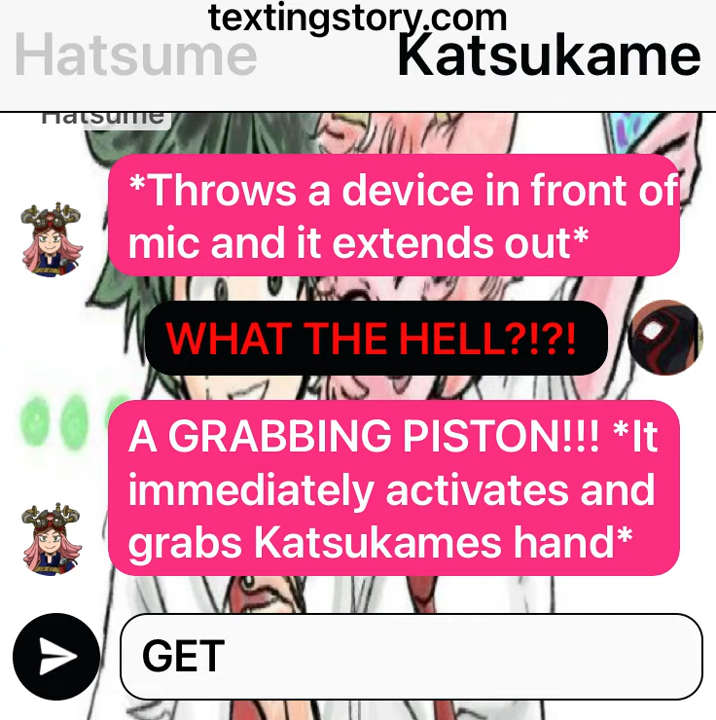 textingstory.com
Hatsume
Katsukame
Hatsume
*Throws a device in front of
mic and it extends out*
WHAT THE HELL?!?!
A GRABBING PISTON!!! *It
immediately activates and
grabs Katsukames hand*
GET